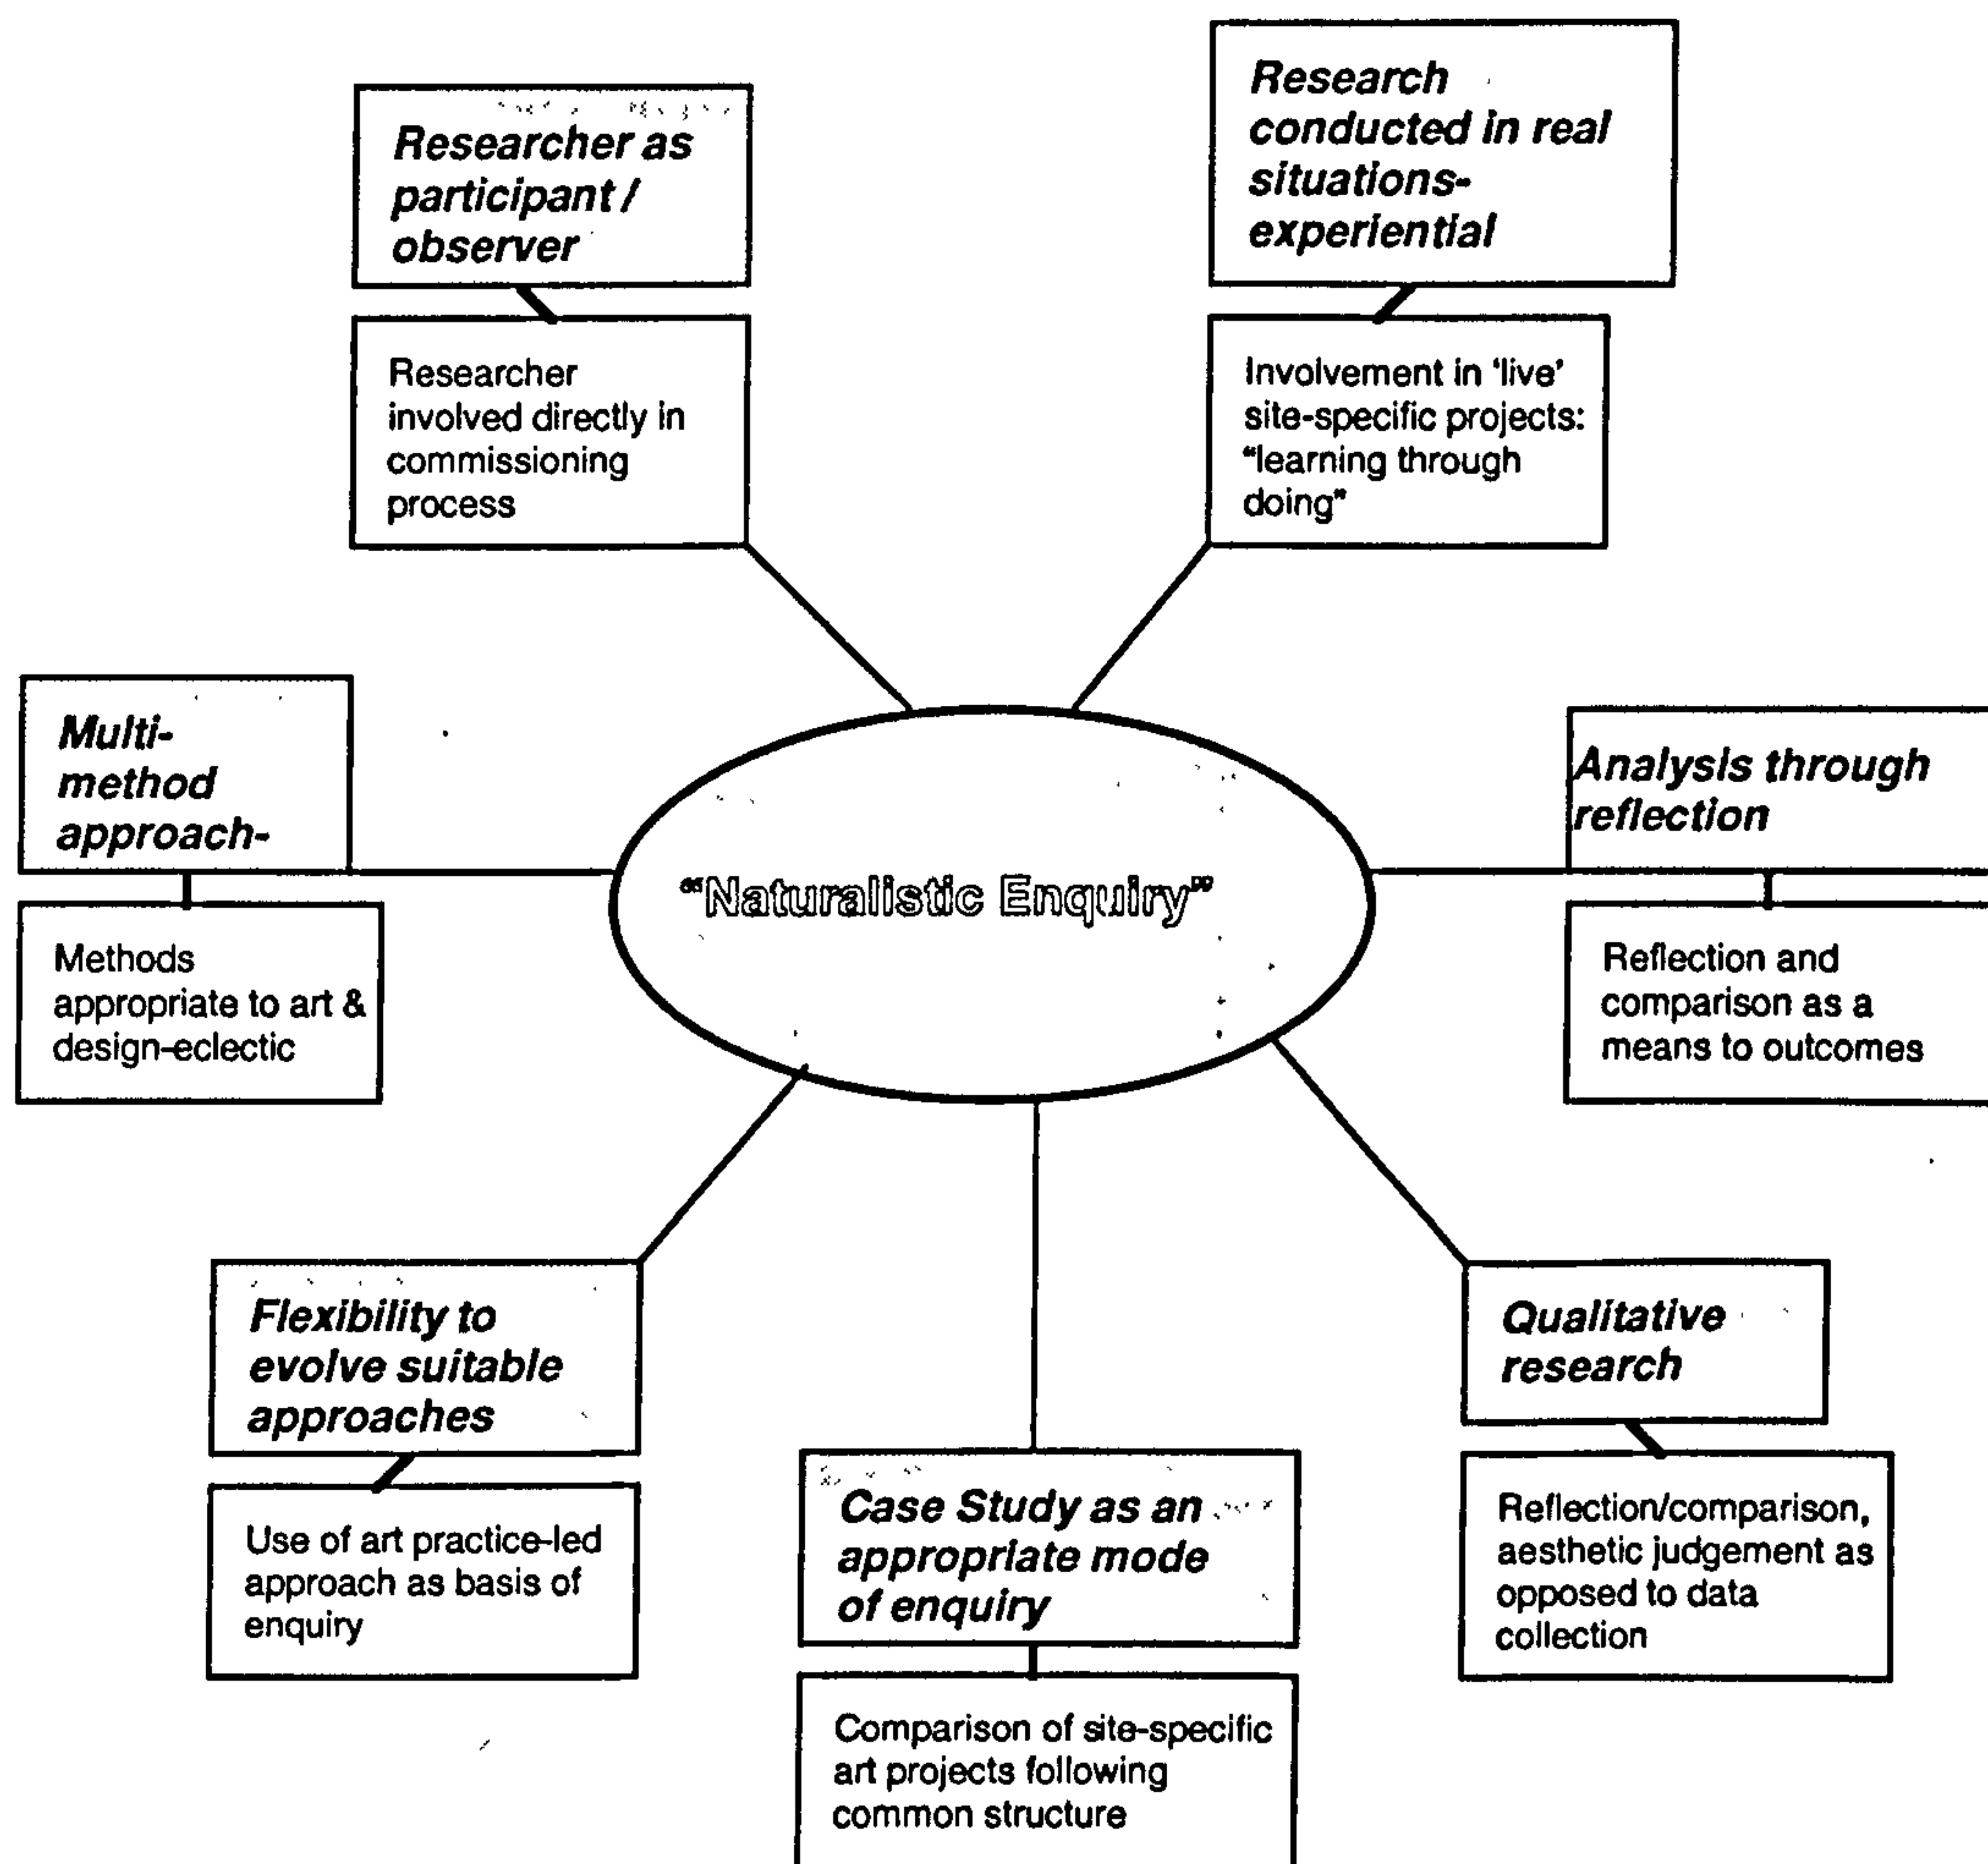 Researcher as
participant /
observer
Researcher
involved directly in
commissioning
process
Research
conducted in real
situations-
experiential
Involvement in ‘live’
site-specific projects:
“learning through
doing”
Multi-
method
approach-
Methods
appropriate to art &
design-eclectic
“Naturalistic Enquiry”
Analysis through
reflection
Reflection and
comparison as a
means to outcomes
Flexibility to
evolve suitable
approaches
Use of art practice-led
approach as basis of
enquiry
Case Study as an
appropriate mode
of enquiry
Comparison of site-specific
art projects following
common structure
Qualitative
research
Reflection/comparison,
aesthetic judgement as
opposed to data
collection